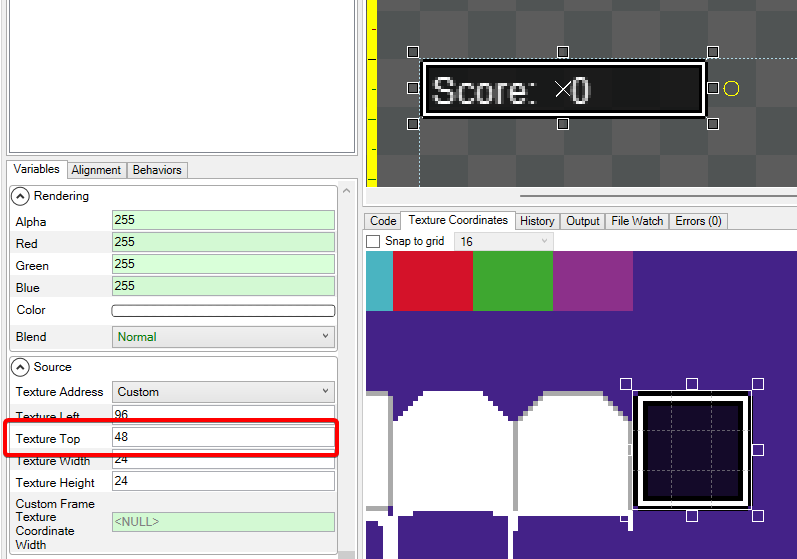 Score: 0
Variables Alignment Behaviors
Rendering
Alpha 255
Red 255
Green 255
Blue 255
Color
Blend Normal
Source
Texture Address Custom
Texture Left 96
Texture Top 48
Texture Width 24
Texture Height 24
Custom Frame
Texture
Coordinate
Width
<NULL>
Code Texture Coordinates History Output File Watch Errors (0)
Snap to grid 16